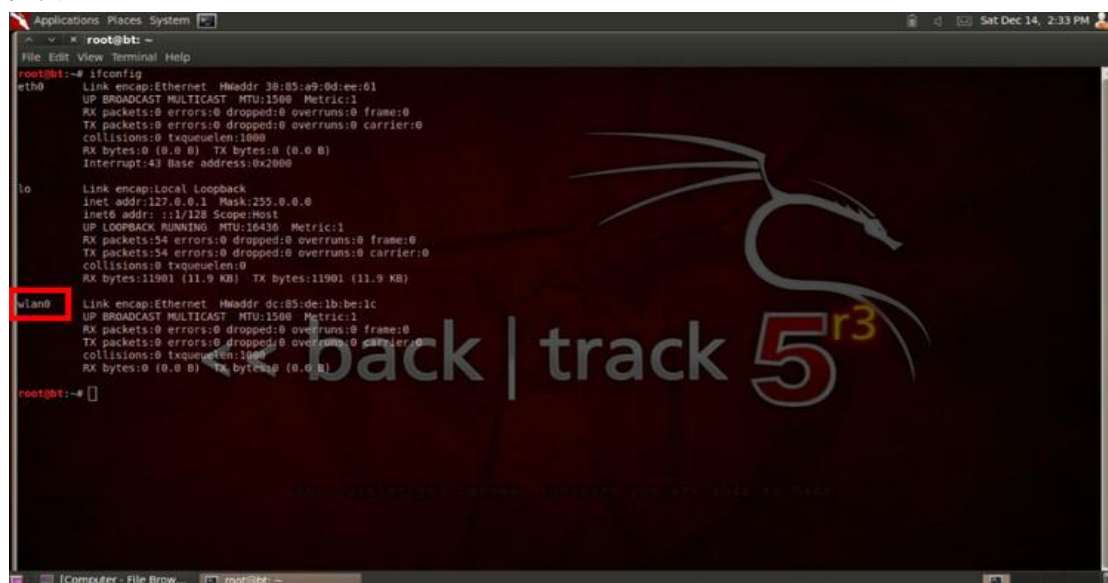 Applications Places System
Sat Dec 14, 2:33 PM
root@bt: ~
File Edit View Terminal Help
root@bt:~# ifconfig
eth0 Link encap:Ethernet HWaddr 30:85:a9:0d:ee:61
UP BROADCAST MULTICAST MTU:1500 Metric:1
RX packets:0 errors:0 dropped:0 overruns:0 frame:0
TX packets:0 errors:0 dropped:0 overruns:0 carrier:0
collisions:0 txqueuelen:1000
RX bytes:0 (0.0 B) TX bytes:0 (0.0 B)
Interrupt:43 Base address:0x2000
lo Link encap:Local Loopback
inet addr:127.0.0.1 Mask:255.0.0.0
inet6 addr: ::1/128 Scope:Host
UP LOOPBACK RUNNING MTU:16436 Metric:1
RX packets:54 errors:0 dropped:0 overruns:0 frame:0
TX packets:54 errors:0 dropped:0 overruns:0 carrier:0
collisions:0 txqueuelen:0
RX bytes:11901 (11.9 KB) TX bytes:11901 (11.9 KB)
wlan0 Link encap:Ethernet HWaddr dc:85:de:1b:be:1c
UP BROADCAST MULTICAST MTU:1500 Metric:1
RX packets:0 errors:0 dropped:0 overruns:0 frame:0
TX packets:0 errors:0 dropped:0 overruns:0 carrier:0
collisions:0 txqueuelen:1000
RX bytes:0 (0.0 B) TX bytes:0 (0.0 B)
root@bt:~#
<< back | track 5 r3
[Computer - File Brow...
root@bt: ~